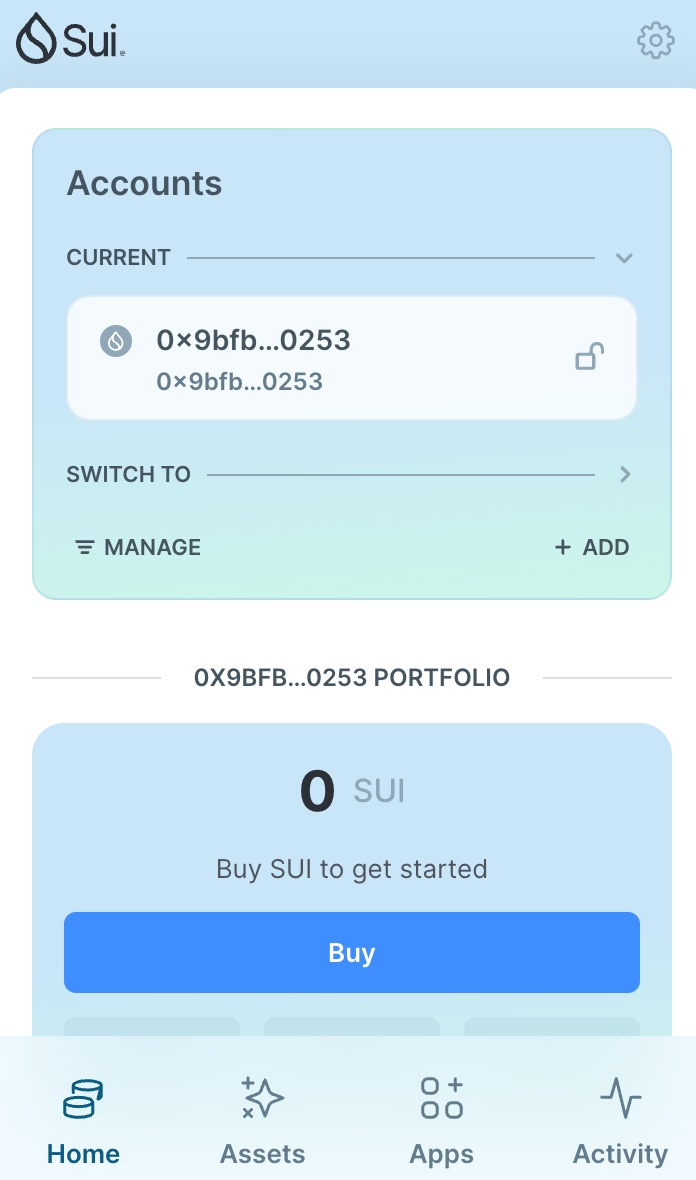 Sui
Accounts
CURRENT
0×9bfb…0253
0×9bfb…0253
SWITCH TO
MANAGE
+ ADD
0X9BFB…0253 PORTFOLIO
0 SUI
Buy SUI to get started
Buy
Home
Assets
Apps
Activity